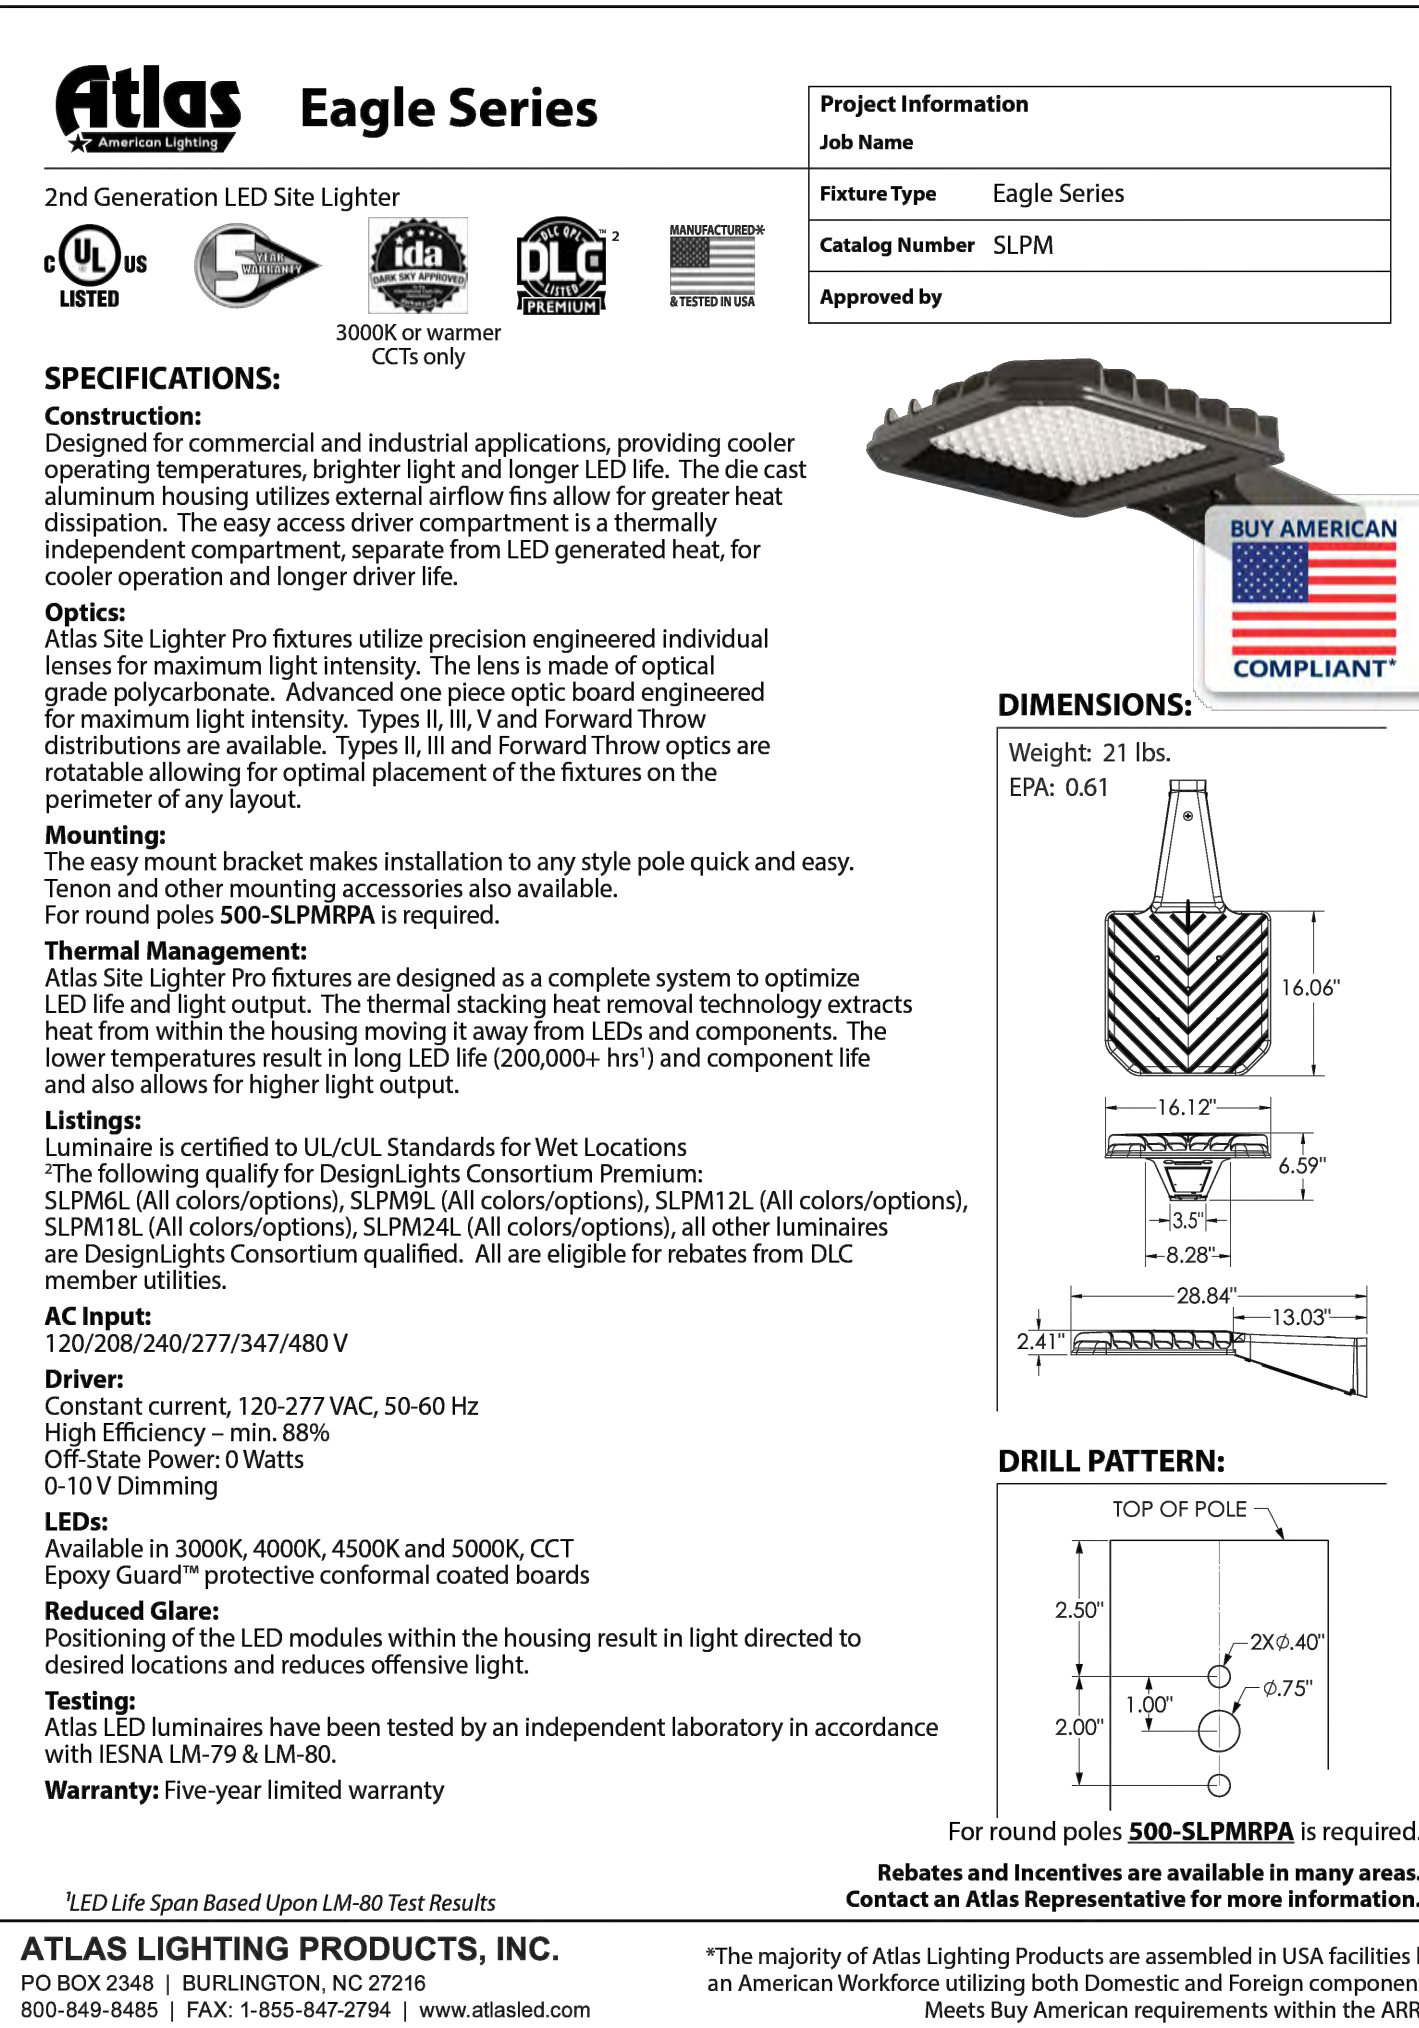 Atlas
American Lighting
Eagle Series
Project Information
Job Name
Fixture Type Eagle Series
Catalog Number SLPM
Approved by
2nd Generation LED Site Lighter
C UL US
LISTED
5 YEAR
WARRANTY
ida
DARK SKY APPROVED
3000K or warmer
CCTs only
DLC QPL ™ 2
DLC
LISTED
PREMIUM
MANUFACTURED*
& TESTED IN USA
SPECIFICATIONS:
Construction:
Designed for commercial and industrial applications, providing cooler
operating temperatures, brighter light and longer LED life. The die cast
aluminum housing utilizes external airflow fins allow for greater heat
dissipation. The easy access driver compartment is a thermally
independent compartment, separate from LED generated heat, for
cooler operation and longer driver life.
Optics:
Atlas Site Lighter Pro fixtures utilize precision engineered individual
lenses for maximum light intensity. The lens is made of optical
grade polycarbonate. Advanced one piece optic board engineered
for maximum light intensity. Types II, III, V and Forward Throw
distributions are available. Types II, III and Forward Throw optics are
rotatable allowing for optimal placement of the fixtures on the
perimeter of any layout.
Mounting:
The easy mount bracket makes installation to any style pole quick and easy.
Tenon and other mounting accessories also available.
For round poles 500-SLPMRPA is required.
Thermal Management:
Atlas Site Lighter Pro fixtures are designed as a complete system to optimize
LED life and light output. The thermal stacking heat removal technology extracts
heat from within the housing moving it away from LEDs and components. The
lower temperatures result in long LED life (200,000+ hrs¹) and component life
and also allows for higher light output.
Listings:
Luminaire is certified to UL/cUL Standards for Wet Locations
²The following qualify for DesignLights Consortium Premium:
SLPM6L (All colors/options), SLPM9L (All colors/options), SLPM12L (All colors/options),
SLPM18L (All colors/options), SLPM24L (All colors/options), all other luminaires
are DesignLights Consortium qualified. All are eligible for rebates from DLC
member utilities.
AC Input:
120/208/240/277/347/480 V
Driver:
Constant current, 120-277 VAC, 50-60 Hz
High Efficiency – min. 88%
Off-State Power: 0 Watts
0-10 V Dimming
LEDs:
Available in 3000K, 4000K, 4500K and 5000K, CCT
Epoxy Guard™ protective conformal coated boards
Reduced Glare:
Positioning of the LED modules within the housing result in light directed to
desired locations and reduces offensive light.
Testing:
Atlas LED luminaires have been tested by an independent laboratory in accordance
with IESNA LM-79 & LM-80.
Warranty: Five-year limited warranty
¹LED Life Span Based Upon LM-80 Test Results
BUY AMERICAN
COMPLIANT*
DIMENSIONS:
Weight: 21 lbs.
EPA: 0.61
16.06"
16.12"
6.59"
3.5"
8.28"
28.84"
13.03"
2.41"
DRILL PATTERN:
TOP OF POLE
2.50"
2X⌀.40"
⌀.75"
1.00"
2.00"
For round poles 500-SLPMRPA is required.
Rebates and Incentives are available in many areas.
Contact an Atlas Representative for more information.
ATLAS LIGHTING PRODUCTS, INC.
PO BOX 2348 | BURLINGTON, NC 27216
800-849-8485 | FAX: 1-855-847-2794 | www.atlasled.com
*The majority of Atlas Lighting Products are assembled in USA facilities
an American Workforce utilizing both Domestic and Foreign componen
Meets Buy American requirements within the ARR